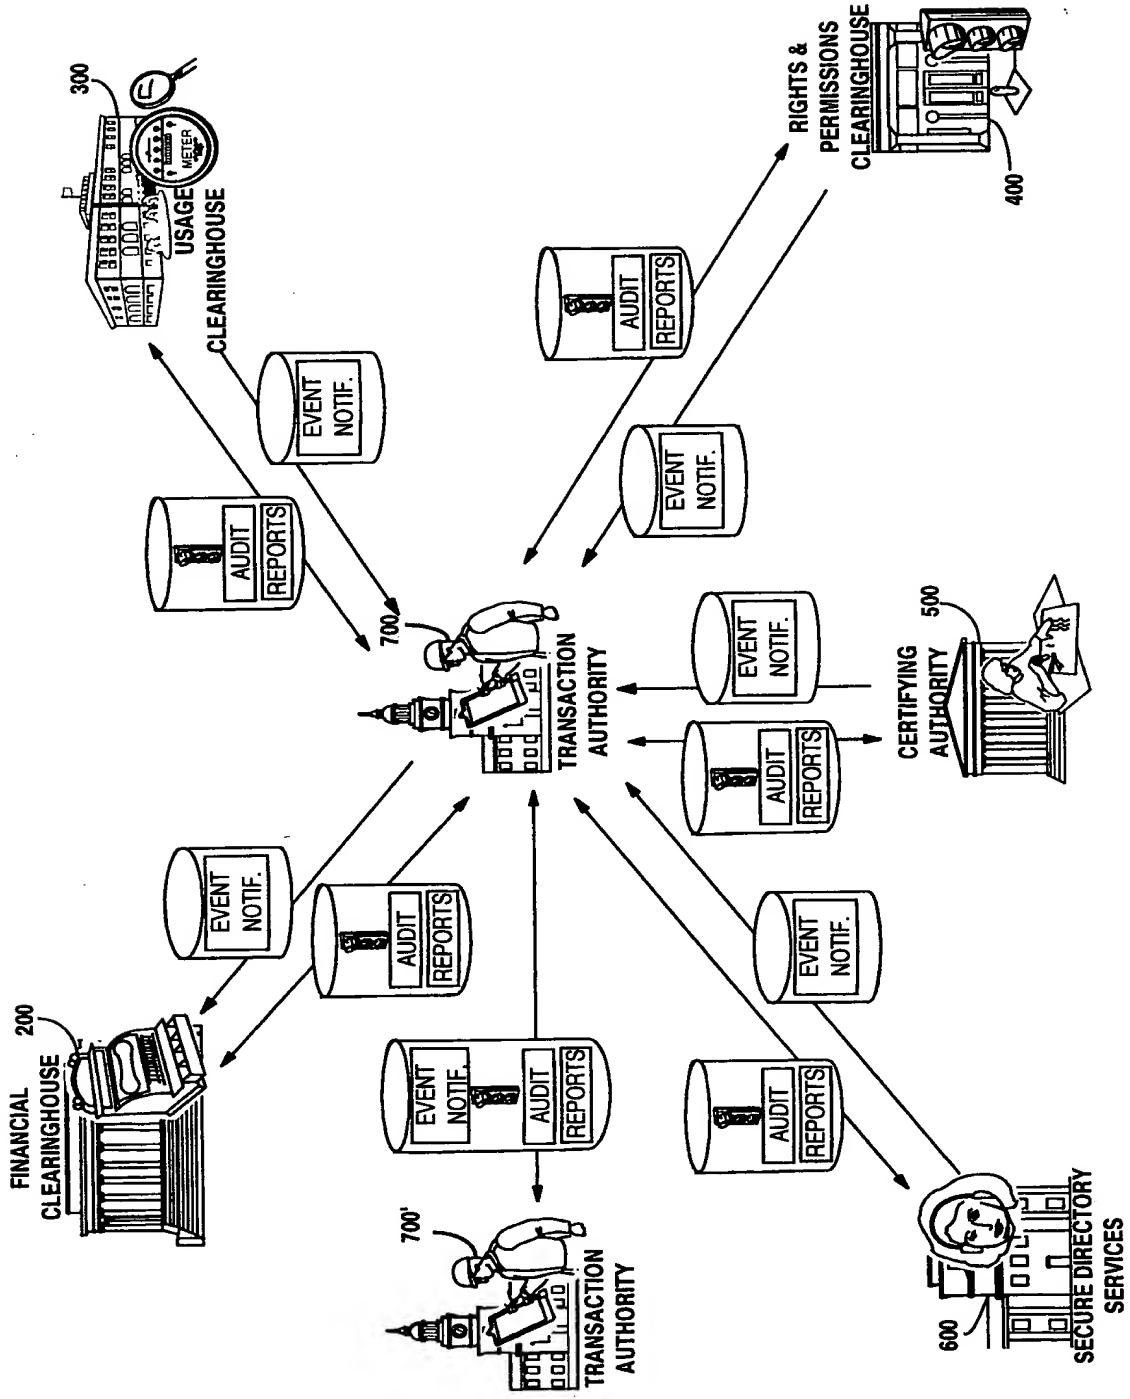 FINANCIAL
CLEARINGHOUSE
200
300
METER
USAGE
CLEARINGHOUSE
EVENT
NOTIF.
AUDIT
REPORTS
EVENT
NOTIF.
AUDIT
REPORTS
700'
TRANSACTION
AUTHORITY
EVENT
NOTIF.
AUDIT
REPORTS
700
TRANSACTION
AUTHORITY
AUDIT
REPORTS
EVENT
NOTIF.
RIGHTS &
PERMISSIONS
CLEARINGHOUSE
400
AUDIT
REPORTS
EVENT
NOTIF.
AUDIT
REPORTS
EVENT
NOTIF.
600
SECURE DIRECTORY
SERVICES
CERTIFYING
AUTHORITY
500